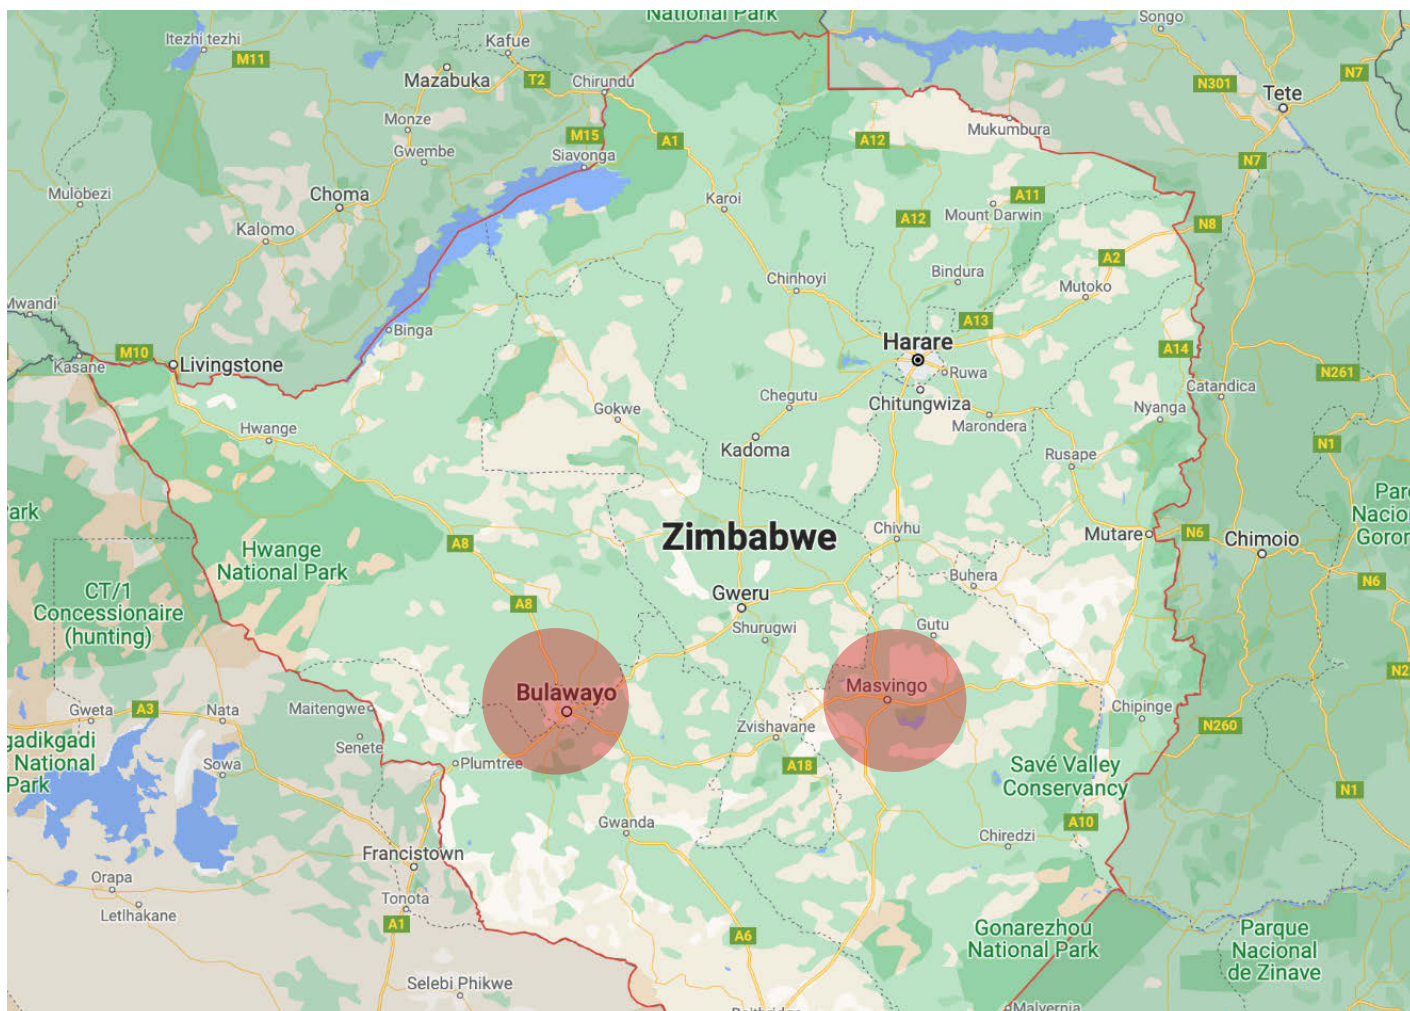 National Park
Songo
Itezhi tezhi
Kafue
M11
Mazabuka
T2
Chirundu
N7
N301
Tete
Monze
M15
A1
A12
Mukumbura
Gwembe
Siavonga
N7
Mulobezi
Choma
Karoi
A11
A12
Mount Darwin
Kalomo
N8
A2
Bindura
Chinhoyi
Mutoko
Mwandi
Binga
A13
Harare
M10
A14
Kasane
Livingstone
Ruwa
N261
Catandica
Chegutu
Chitungwiza
Gokwe
Nyanga
Hwange
Marondera
N1
Kadoma
Rusape
Park
Nacion
Goron
Zimbabwe
Chivhu
Mutare
N6
Chimoio
A8
Hwange
National Park
Buhera
N6
CT/1
Concessionaire
(hunting)
Gweru
A8
Shurugwi
Gutu
Bulawayo
Masvingo
N2
Gweta
A3
Nata
Maitengwe
Chipinge
N260
gadikgadi
National
Park
Senete
Zvishavane
Sowa
Plumtree
A18
Savé Valley
Conservancy
N1
Gwanda
A10
Chiredzi
Francistown
Orapa
Letlhakane
Tonota
A1
A6
Gonarezhou
National Park
Parque
Nacional
de Zinave
Selebi Phikwe
Malvernia